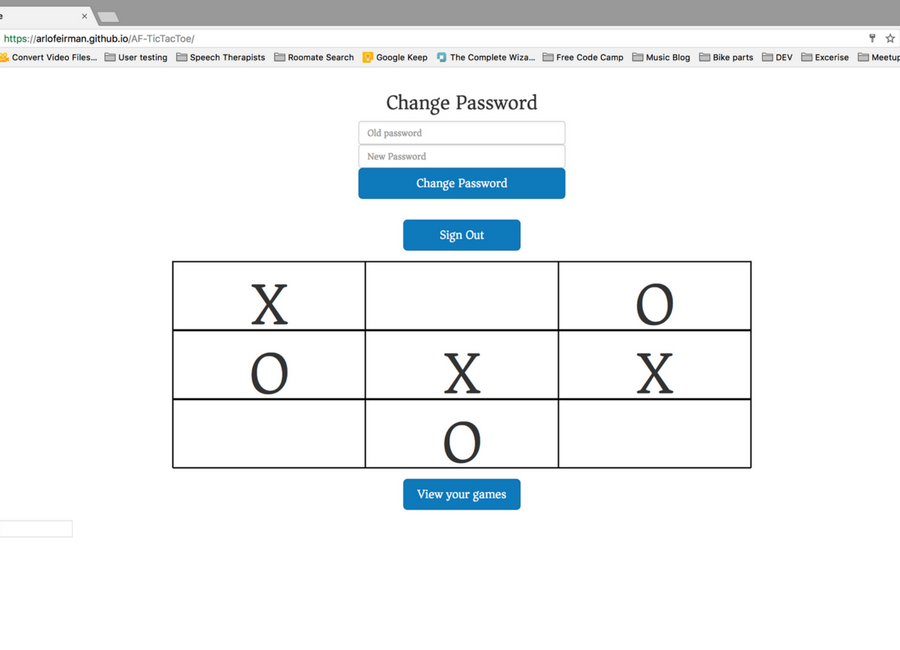 e ×
https://arlofeirman.github.io/AF-TicTacToe/
Convert Video Files... User testing Speech Therapists Roomate Search Google Keep The Complete Wiza... Free Code Camp Music Blog Bike parts DEV Excerise Meetup
Change Password
Old password
New Password
Change Password
Sign Out
X O
O X X
O
View your games